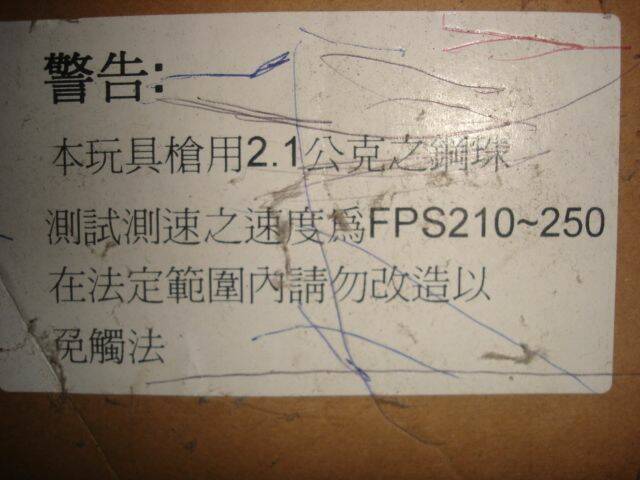 警告:
本玩具槍用2.1公克之鋼珠
測試測速之速度爲FPS210~250
在法定範圍內請勿改造以
免觸法